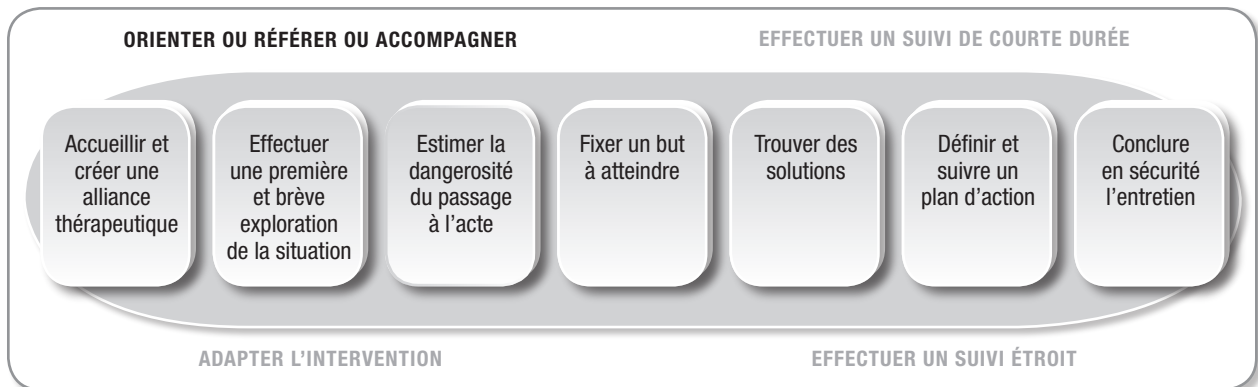 ORIENTER OU RÉFÉRER OU ACCOMPAGNER
EFFECTUER UN SUIVI DE COURTE DURÉE
Accueillir et
créer une
alliance
thérapeutique
Effectuer
une première
et brève
exploration
de la situation
Estimer la
dangerosité
du passage
à l’acte
Fixer un but
à atteindre
Trouver des
solutions
Définir et
suivre un
plan d’action
Conclure
en sécurité
l’entretien
ADAPTER L’INTERVENTION
EFFECTUER UN SUIVI ÉTROIT